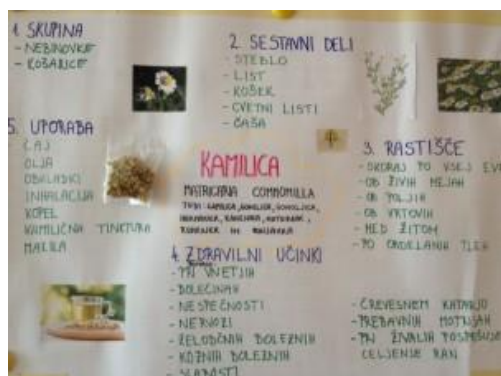 1. SKUPINA
- NEBINOVKE
- KOŠARICE
2. SESTAVNI DELI
- STEBLO
- LIST
- KOŠEK
- CVETNI LISTI
- ČAŠA
5. UPORABA
ČAJ
OLJA
OBKLADKI
INHALACIJA
KOPEL
KAMILIČNA TINKTURA
MAZILA
KAMILICA
MATRICARIA
TUDI
3. RASTIŠČE
- SKORAJ PO VSEJ
- OB ŽIVIH MEJAH
- OB POLJIH
- OB VRTOVIH
- MED ŽITOM
- PO OBDELANIH TLEH
4. ZDRAVILNI UČINKI
- PRI VNETJIH
- BOLEČINAH
- NESPEČNOSTI
- NERVOZI
- ŽELODČNIH BOLEZNIH
- KOŽNIH BOLEZNIH
- SLABOSTI
- ČREVESNEM KATARJU
- PREBAVNIH MOTNJAH
- PRI ŽIVALIH POSPEŠUJE
CELJENJE RAN